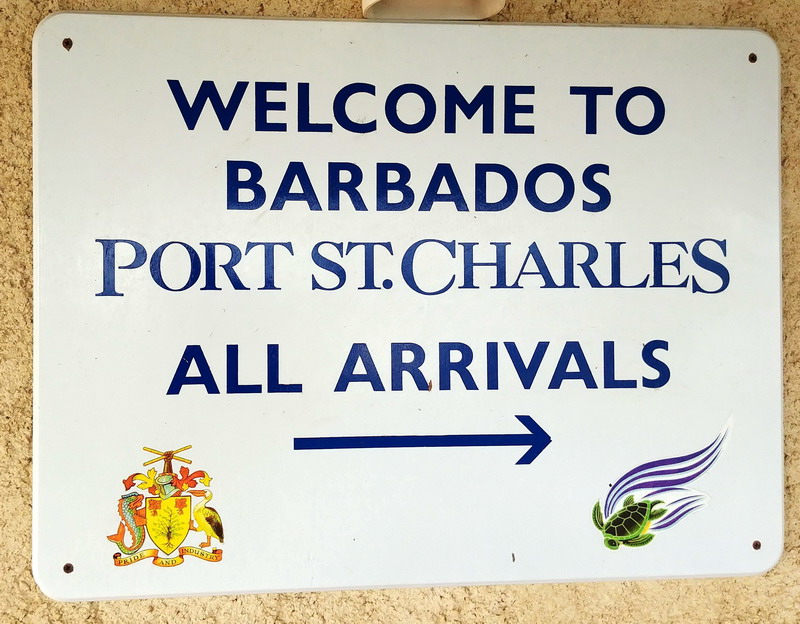 WELCOME TO
BARBADOS
PORT ST. CHARLES
ALL ARRIVALS
PRIDE AND INDUSTRY